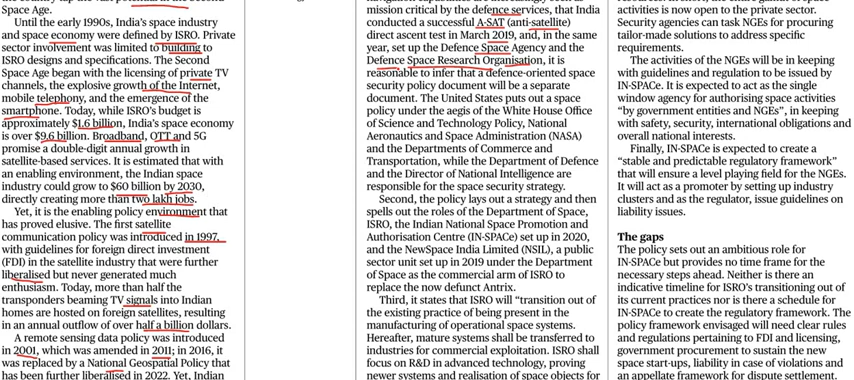 Space Age.
Until the early 1990s, India's space industry
and space economy were defined by ISRO. Private
sector involvement was limited to building to
ISRO designs and specifications. The Second
Space Age began with the licensing of private TV
channels, the explosive growth of the Internet,
mobile telephony, and the emergence of the
smartphone. Today, while ISRO's budget is
approximately $1.6 billion, India's space economy
is over $9.6 billion. Broadband, OTT and 5G
promise a double-digit annual growth in
satellite-based services. It is estimated that with
an enabling environment, the Indian space
industry could grow to $60 billion by 2030,
directly creating more than two lakh jobs.
Yet, it is the enabling policy environment that
has proved elusive. The first satellite
communication policy was introduced in 1997,
with guidelines for foreign direct investment
(FDI) in the satellite industry that were further
liberalised but never generated much
enthusiasm. Today, more than half the
transponders beaming TV signals into Indian
homes are hosted on foreign satellites, resulting
in an annual outflow of over half a billion dollars.
A remote sensing data policy was introduced
in 2001, which was amended in 2011; in 2016, it
was replaced by a National Geospatial Policy that
has been further liberalised in 2022. Yet, Indian
mission critical by the defence services, that India
conducted a successful A-SAT (anti-satellite)
direct ascent test in March 2019, and, in the same
year, set up the Defence Space Agency and the
Defence Space Research Organisation, it is
reasonable to infer that a defence-oriented space
security policy document will be a separate
document. The United States puts out a space
policy under the aegis of the White House Office
of Science and Technology Policy, National
Aeronautics and Space Administration (NASA)
and the Departments of Commerce and
Transportation, while the Department of Defence
and the Director of National Intelligence are
responsible for the space security strategy.
Second, the policy lays out a strategy and then
spells out the roles of the Department of Space,
ISRO, the Indian National Space Promotion and
Authorisation Centre (IN-SPACe) set up in 2020,
and the NewSpace India Limited (NSIL), a public
sector unit set up in 2019 under the Department
of Space as the commercial arm of ISRO to
replace the now defunct Antrix.
Third, it states that ISRO will "transition out of
the existing practice of being present in the
manufacturing of operational space systems.
Hereafter, mature systems shall be transferred to
industries for commercial exploitation. ISRO shall
focus on R&D in advanced technology, proving
newer systems and realisation of space objects for
activities is now open to the private sector.
Security agencies can task NGEs for procuring
tailor-made solutions to address specific
requirements.
The activities of the NGEs will be in keeping
with guidelines and regulation to be issued by
IN-SPACe. It is expected to act as the single
window agency for authorising space activities
"by government entities and NGEs", in keeping
with safety, security, international obligations and
overall national interests.
Finally, IN-SPACe is expected to create a
"stable and predictable regulatory framework"
that will ensure a level playing field for the NGEs.
It will act as a promoter by setting up industry
clusters and as the regulator, issue guidelines on
liability issues.
The gaps
The policy sets out an ambitious role for
IN-SPACe but provides no time frame for the
necessary steps ahead. Neither is there an
indicative timeline for ISRO's transitioning out of
its current practices nor is there a schedule for
IN-SPACe to create the regulatory framework. The
policy framework envisaged will need clear rules
and regulations pertaining to FDI and licensing,
government procurement to sustain the new
space start-ups, liability in case of violations and
an appellate framework for dispute settlement.